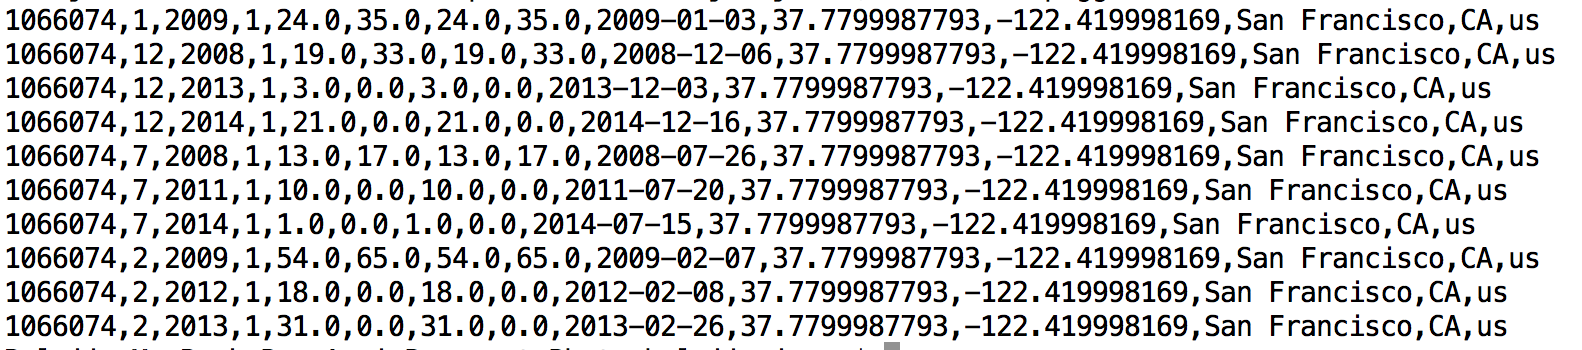 1066074,1,2009,1,24.0,35.0,24.0,35.0,2009-01-03,37.7799987793,-122.419998169,San Francisco,CA,us
1066074,12,2008,1,19.0,33.0,19.0,33.0,2008-12-06,37.7799987793,-122.419998169,San Francisco,CA,us
1066074,12,2013,1,3.0,0.0,3.0,0.0,2013-12-03,37.7799987793,-122.419998169,San Francisco,CA,us
1066074,12,2014,1,21.0,0.0,21.0,0.0,2014-12-16,37.7799987793,-122.419998169,San Francisco,CA,us
1066074,7,2008,1,13.0,17.0,13.0,17.0,2008-07-26,37.7799987793,-122.419998169,San Francisco,CA,us
1066074,7,2011,1,10.0,0.0,10.0,0.0,2011-07-20,37.7799987793,-122.419998169,San Francisco,CA,us
1066074,7,2014,1,1.0,0.0,1.0,0.0,2014-07-15,37.7799987793,-122.419998169,San Francisco,CA,us
1066074,2,2009,1,54.0,65.0,54.0,65.0,2009-02-07,37.7799987793,-122.419998169,San Francisco,CA,us
1066074,2,2012,1,18.0,0.0,18.0,0.0,2012-02-08,37.7799987793,-122.419998169,San Francisco,CA,us
1066074,2,2013,1,31.0,0.0,31.0,0.0,2013-02-26,37.7799987793,-122.419998169,San Francisco,CA,us